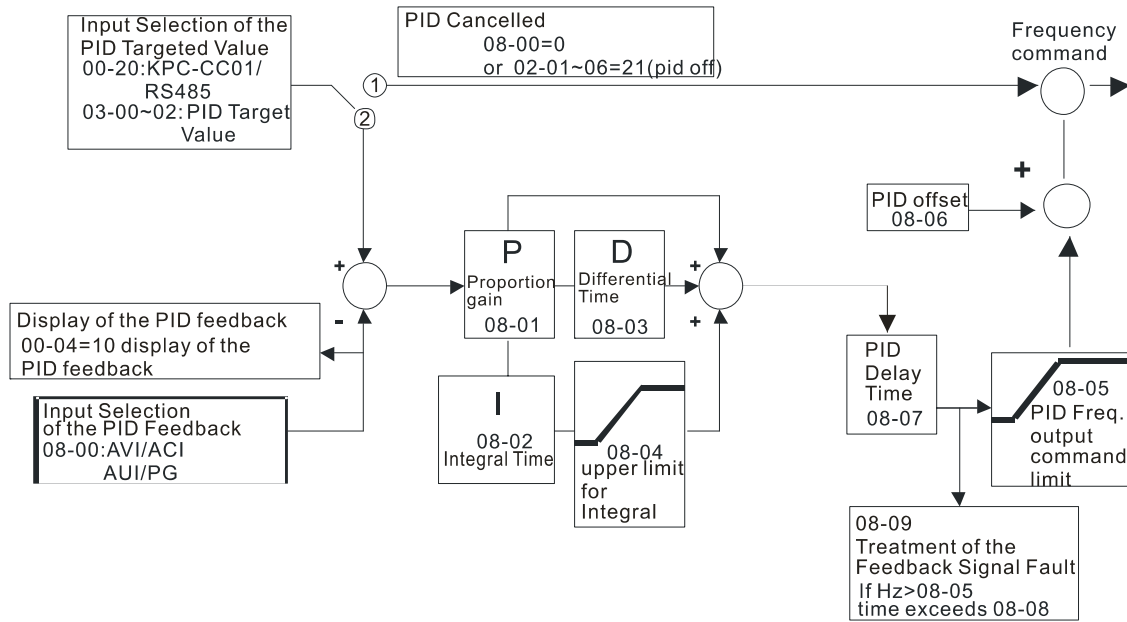 Input Selection of the
PID Targeted Value
00-20:KPC-CC01/
RS485
03-00~02:PID Target
Value
PID Cancelled
08-00=0
or 02-01~06=21(pid off)
1
2
Frequency
command
+
PID offset
08-06
+
-
P
Proportion
gain
08-01
D
Differential
Time
08-03
+
+
Display of the PID feedback
00-04=10 display of the
PID feedback
Input Selection
of the PID Feedback
08-00:AVI/ACI
AUI/PG
I
08-02
Integral Time
08-04
upper limit
for
Integral
PID
Delay
Time
08-07
08-05
PID Freq.
output
command
limit
08-09
Treatment of the
Feedback Signal Fault
If Hz>08-05
time exceeds 08-08